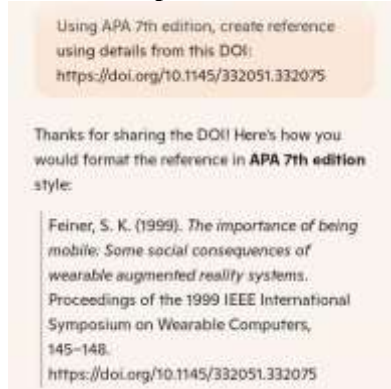 Using APA 7th edition, create reference
using details from this DOI:
https://doi.org/10.1145/332051.332075
Thanks for sharing the DOI! Here's how you
would format the reference in APA 7th edition
style:
Feiner, S. K. (1999). The importance of being
mobile: Some social consequences of
wearable augmented reality systems.
Proceedings of the 1999 IEEE International
Symposium on Wearable Computers,
145–148.
https://doi.org/10.1145/332051.332075